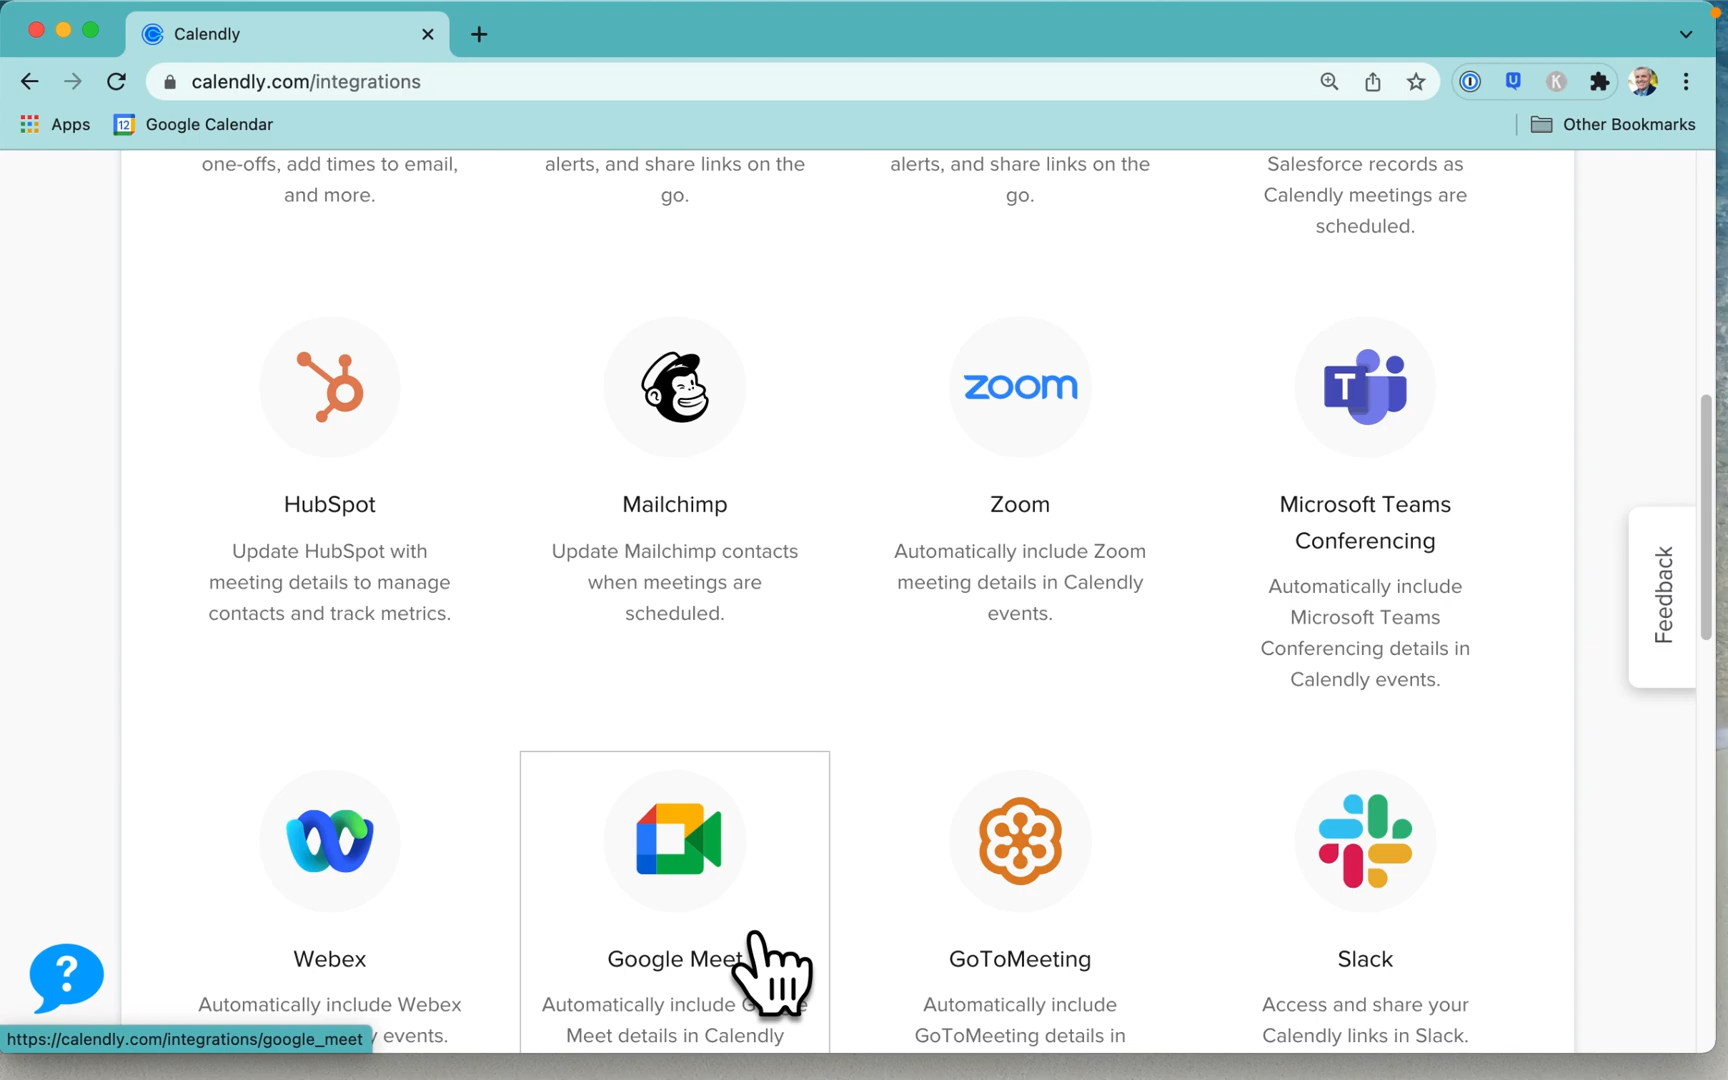 Calendly
calendly.com/integrations
Apps
12
Google Calendar
Other Bookmarks
one-offs, add times to email,
and more.
alerts, and share links on the
go.
alerts, and share links on the
go.
Salesforce records as
Calendly meetings are
scheduled.
zoom
T
HubSpot
Update HubSpot with
meeting details to manage
contacts and track metrics.
Mailchimp
Update Mailchimp contacts
when meetings are
scheduled.
Zoom
Automatically include Zoom
meeting details in Calendly
events.
Microsoft Teams
Conferencing
Automatically include
Microsoft Teams
Conferencing details in
Calendly events.
Feedback
Webex
Automatically include Webex
events.
Google Meet
Automatically include
Meet details in Calendly
GoToMeeting
Automatically include
GoToMeeting details in
Slack
Access and share your
Calendly links in Slack.
?
https://calendly.com/integrations/google_meet